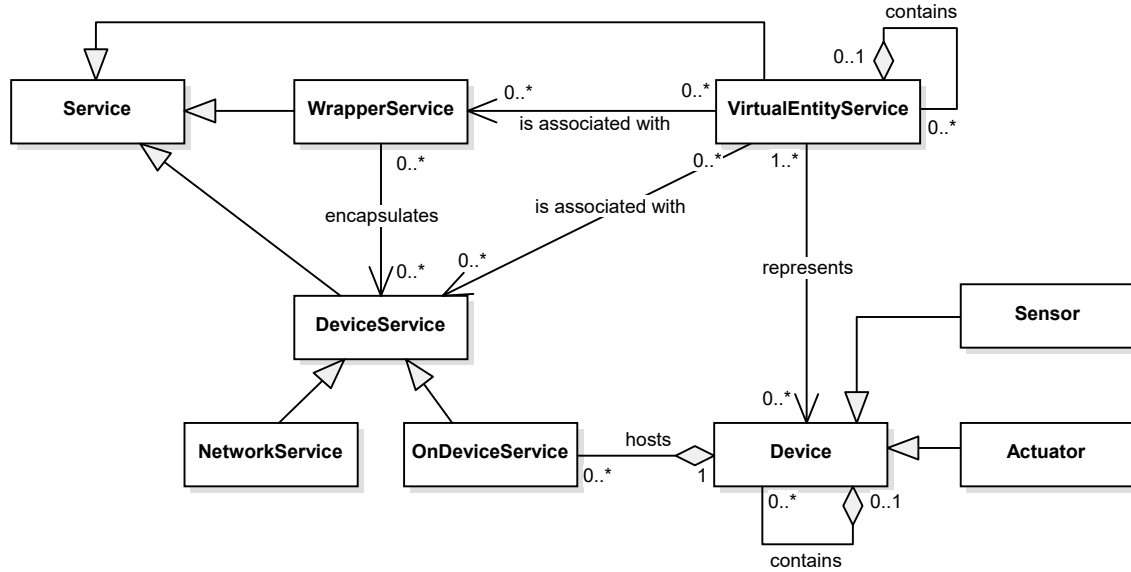 contains
0..1
Service
WrapperService
0..*
0..*
VirtualEntityService
is associated with
0..*
0..*
0..*
1..*
encapsulates
is associated with
represents
0..*
0..*
DeviceService
Sensor
0..*
NetworkService
OnDeviceService
hosts
Device
Actuator
0..*
1
0..*
0..1
contains